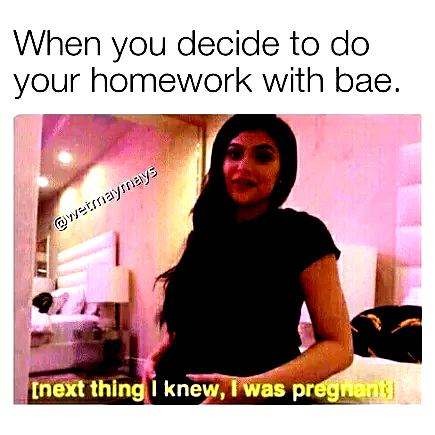 When you decide to do
your homework with bae.
@wetmaymays
[next thing I knew, I was pregnant]